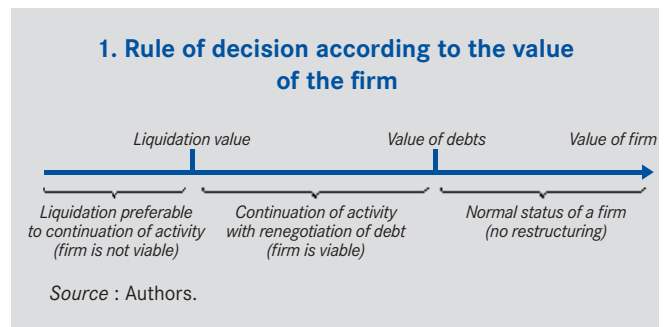 1. Rule of decision according to the value
of the firm
Liquidation value
Value of debts
Value of firm
Liquidation preferable
to continuation of activity
(firm is not viable)
Continuation of activity
with renegotiation of debt
(firm is viable)
Normal status of a firm
(no restructuring)
Source : Authors.